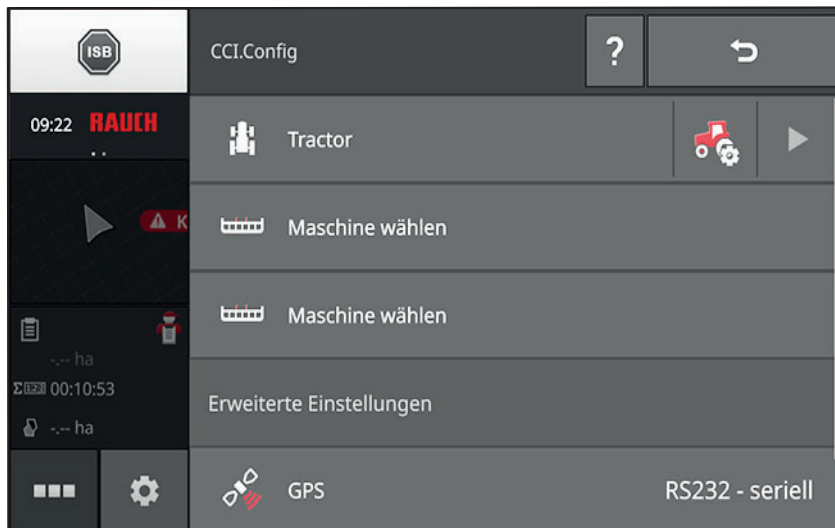 ISB
CCI.Config
?
09:22 RAUCH
Tractor
K
Maschine wählen
Maschine wählen
-.-- ha
Σ 123 00:10:53
-.-- ha
Erweiterte Einstellungen
GPS
RS232 - seriell